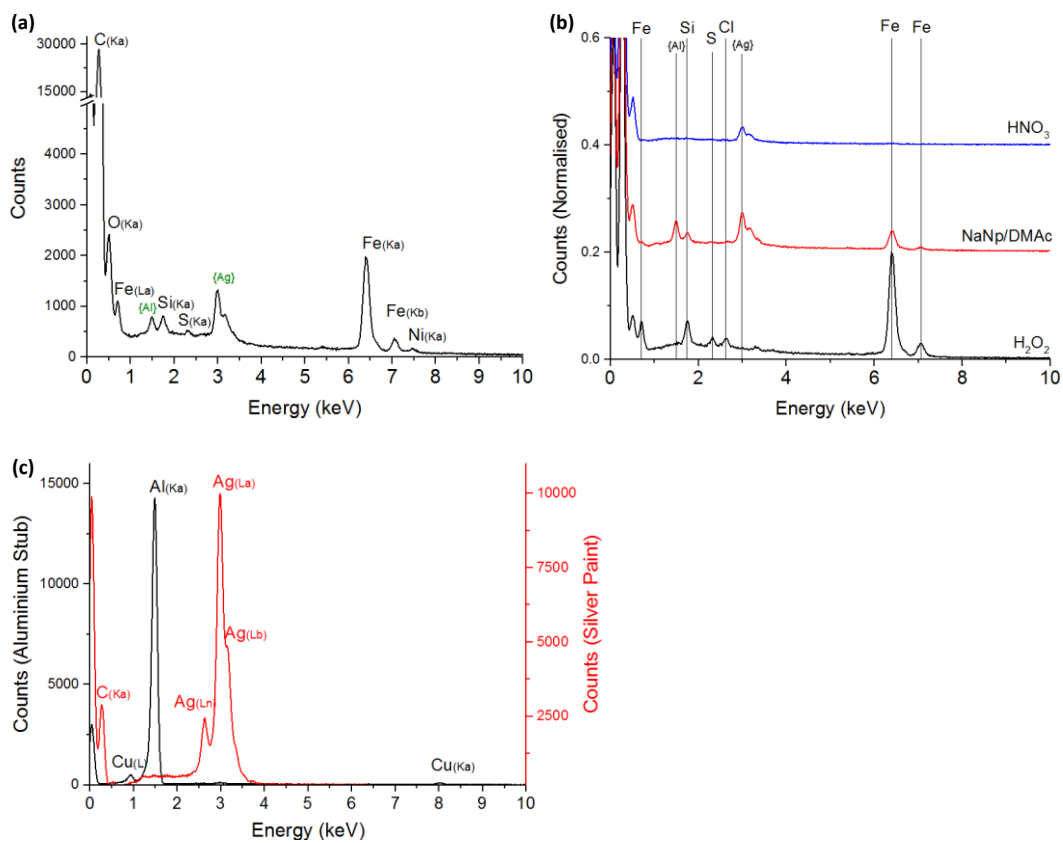 (a)
30000
15000
4000
3000
2000
1000
0
Counts
C(Ka)
O(Ka)
Fe(La)
{Al}
Si(Ka)
S(Ka)
{Ag}
Fe(Ka)
Fe(Kb)
Ni(Ka)
0 1 2 3 4 5 6 7 8 9 10
Energy (keV)
(b)
Fe
{Al}
Si
S
Cl
{Ag}
Fe
Fe
0.6
0.4
0.2
0.0
Counts (Normalised)
HNO3
NaNp/DMAc
H2O2
0 2 4 6 8 10
Energy (keV)
(c)
15000
10000
5000
0
Counts (Aluminium Stub)
C(Ka)
Cu(L)
Al(Ka)
Ag(Ln)
Ag(La)
Ag(Lb)
Cu(Ka)
10000
7500
5000
2500
Counts (Silver Paint)
0 1 2 3 4 5 6 7 8 9 10
Energy (keV)